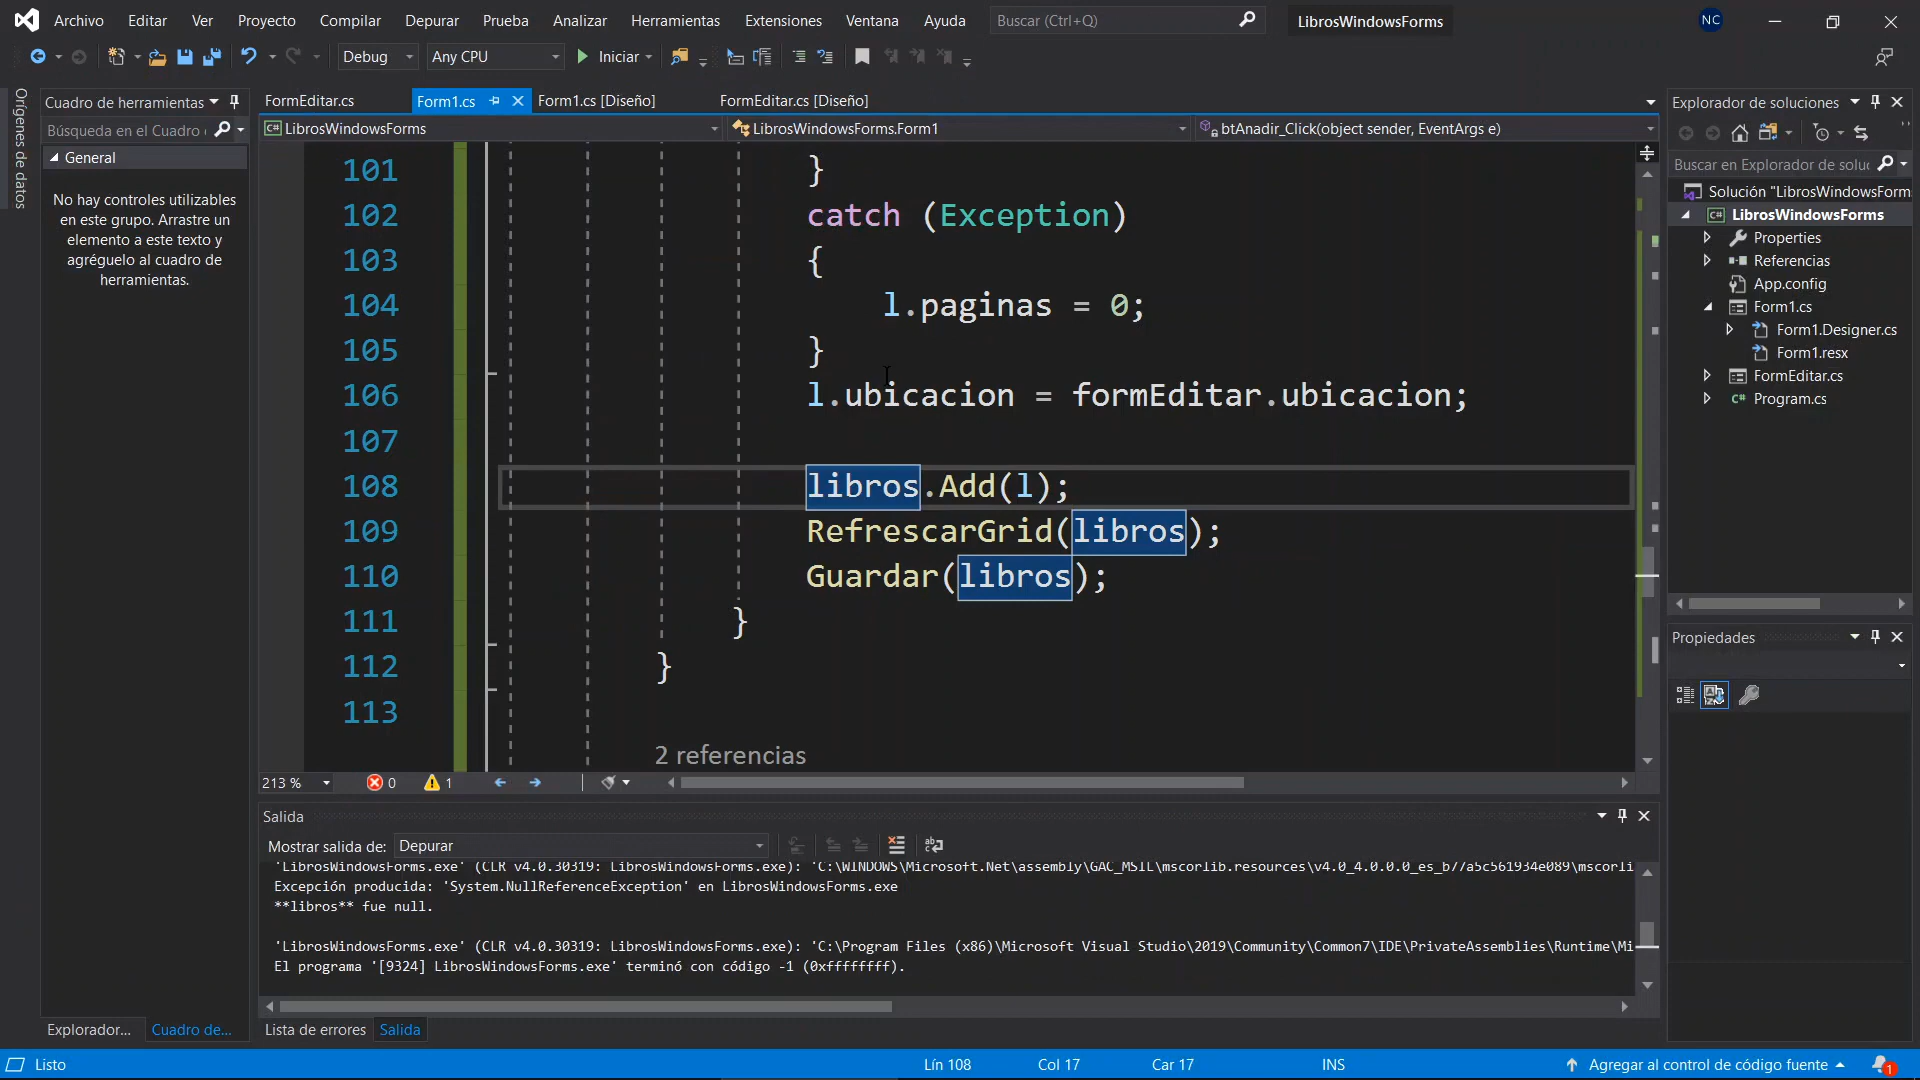 Archivo Editar Ver Proyecto Compilar Depurar Prueba Analizar Herramientas Extensiones Ventana Ayuda Buscar (Ctrl+Q) LibrosWindowsForms NC
Debug Any CPU Iniciar
Orígenes de datos
Cuadro de herramientas
Búsqueda en el Cuadro
General
No hay controles utilizables
en este grupo. Arrastre un
elemento a este texto y
agréguelo al cuadro de
herramientas.
Explorador... Cuadro de...
FormEditar.cs Form1.cs Form1.cs [Diseño] FormEditar.cs [Diseño]
LibrosWindowsForms LibrosWindowsForms.Form1 btAnadir_Click(object sender, EventArgs e)
101 }
102 catch (Exception)
103 {
104 l.paginas = 0;
105 }
106 l.ubicacion = formEditar.ubicacion;
107
108 libros.Add(l);
109 RefrescarGrid(libros);
110 Guardar(libros);
111 }
112 }
113
2 referencias
213 % 0 1
Salida
Mostrar salida de: Depurar
'LibrosWindowsForms.exe' (CLR v4.0.30319: LibrosWindowsForms.exe): 'C:\WINDOWS\Microsoft.Net\assembly\GAC_MSIL\mscorlib.resources\v4.0_4.0.0.0_es_b77a5c561934e089\mscorli
Excepción producida: 'System.NullReferenceException' en LibrosWindowsForms.exe
**libros** fue null.
'LibrosWindowsForms.exe' (CLR v4.0.30319: LibrosWindowsForms.exe): 'C:\Program Files (x86)\Microsoft Visual Studio\2019\Community\Common7\IDE\PrivateAssemblies\Runtime\Mi
El programa '[9324] LibrosWindowsForms.exe' terminó con código -1 (0xffffffff).
Lista de errores Salida
Explorador de soluciones
Buscar en Explorador de soluc
Solución "LibrosWindowsForm
LibrosWindowsForms
Properties
Referencias
App.config
Form1.cs
Form1.Designer.cs
Form1.resx
FormEditar.cs
Program.cs
Propiedades
Listo Lín 108 Col 17 Car 17 INS Agregar al control de código fuente 1